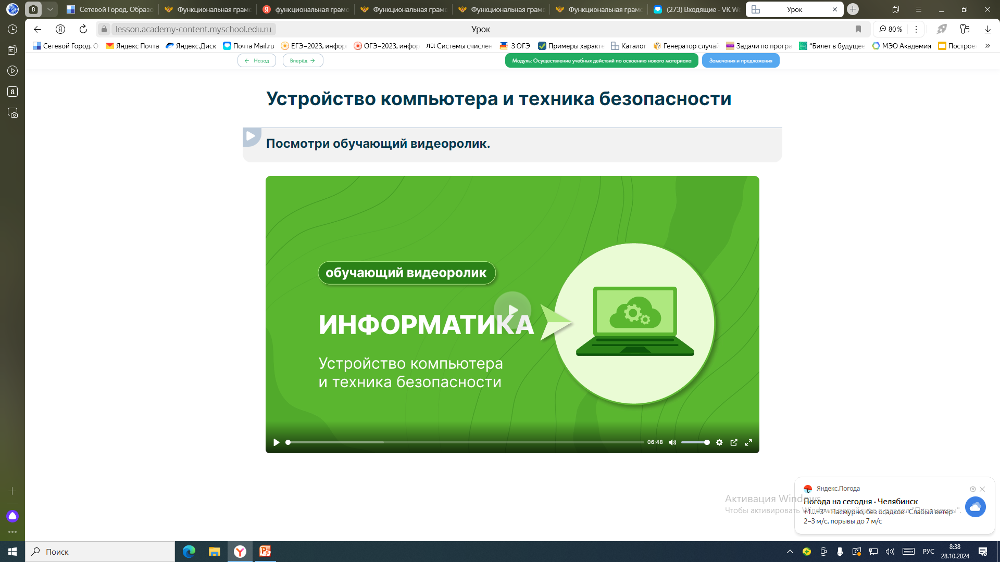 8
Сетевой Город. Образо
Функциональная грамо
функциональная грамо
Функциональная грамо
Функциональная грамо
Функциональная грамо
(273) Входящие - VK Wo
Урок
lesson.academy-content.myschool.edu.ru
Урок
80 %
Сетевой Город. О
Яндекс Почта
Яндекс.Диск
Почта Mail.ru
ЕГЭ–2023, инфор
ОГЭ–2023, инфор
Системы счислен
3 ОГЭ
Примеры характе
Каталог
Генератор случай
Задачи по програ
"Билет в будущее
МЭО Академия
Построе
8
Назад
Вперёд
Модуль: Осуществление учебных действий по освоению нового материала
Замечания и предложения
Устройство компьютера и техника безопасности
Посмотри обучающий видеоролик.
обучающий видеоролик
ИНФОРМАТИКА
Устройство компьютера
и техника безопасности
06:48
Яндекс.Погода
Погода на сегодня · Челябинск
+1...+3° · Пасмурно, без осадков · Слабый ветер
2–3 м/с, порывы до 7 м/с
Активация Windows
Чтобы активировать Windows, перейдите в раздел "Параметры".
Поиск
РУС
8:38
28.10.2024